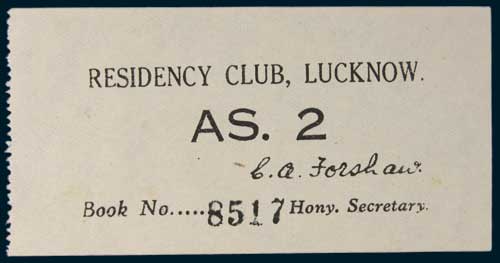 RESIDENCY CLUB, LUCKNOW.
AS. 2
C. A. Forshaw.
Book No.....8517 Hony. Secretary.